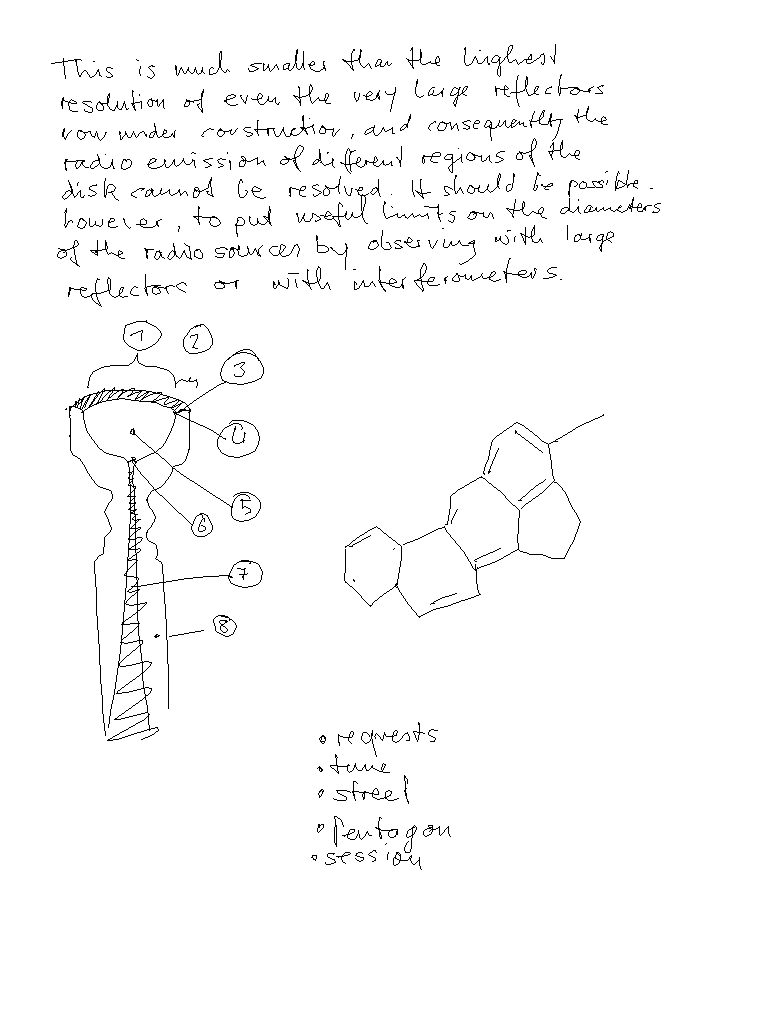 This is much smaller than the highest
resolution of even the very large reflectors
now under construction, and consequently the
radio emission of different regions of the
disk cannot be resolved. It should be possible.
however, to put useful limits on the diameters
of the radio sources by observing with large
reflectors or with interferometers.
1 2
3
4
5
6
7
8
• requests
• tune
• street
• Pentagon
• session